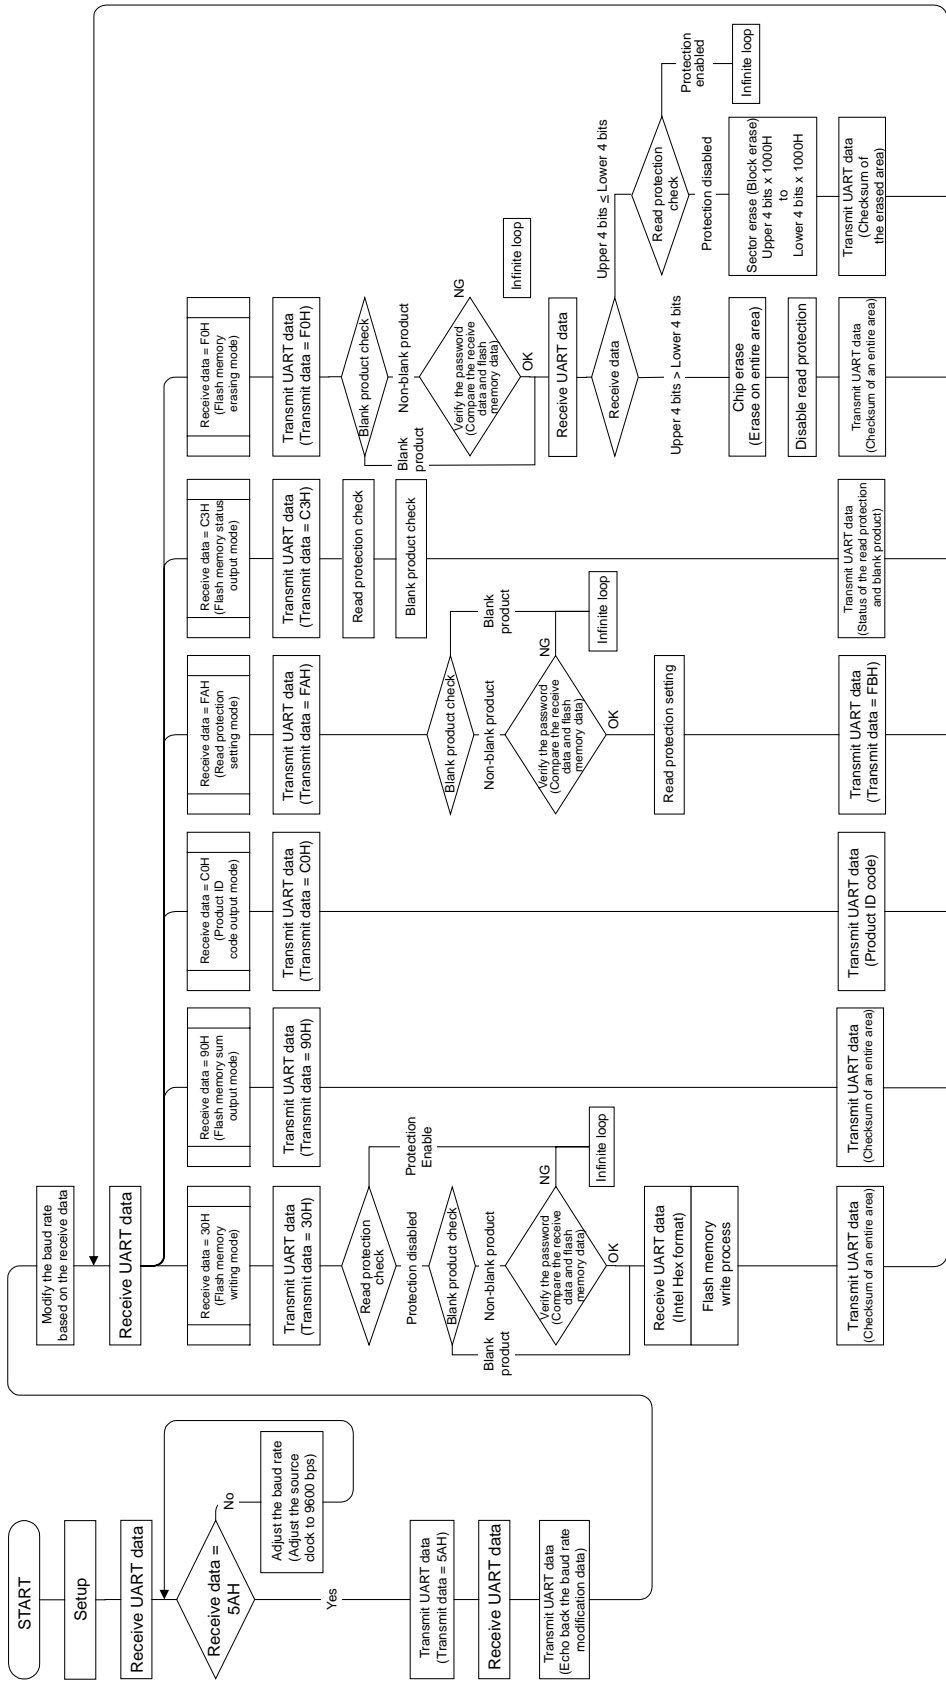 START
Setup
Receive UART data
Receive data =
5AH
No
Adjust the baud rate
(Adjust the source
clock to 9600 bps)
Yes
Transmit UART data
(Transmit data = 5AH)
Receive UART data
Transmit UART data
(Echo back the baud rate
modification data)
Modify the baud rate
based on the receive data
Receive UART data
Receive data = 30H
(Flash memory
writing mode)
Transmit UART data
(Transmit data = 30H)
Read protection
check
Protection
Enable
Protection disabled
Blank product check
Blank
product
Non-blank product
Verify the password
(Compare the receive
data and flash
memory data)
NG
Infinite loop
OK
Receive UART data
(Intel Hex format)
Flash memory
write process
Transmit UART data
(Checksum of an entire area)
Receive data = 90H
(Flash memory sum
output mode)
Transmit UART data
(Transmit data = 90H)
Transmit UART data
(Checksum of an entire area)
Receive data = C0H
(Product ID
code output mode)
Transmit UART data
(Transmit data = C0H)
Transmit UART data
(Product ID code)
Receive data = FAH
(Read protection
setting mode)
Transmit UART data
(Transmit data = FAH)
Blank product check
Blank
product
Non-blank product
Verify the password
(Compare the receive
data and flash
memory data)
NG
Infinite loop
OK
Read protection setting
Transmit UART data
(Transmit data = FBH)
Receive data = C3H
(Flash memory status
output mode)
Transmit UART data
(Transmit data = C3H)
Read protection check
Blank product check
Transmit UART data
(Status of the read protection
and blank product)
Receive data = F0H
(Flash memory
erasing mode)
Transmit UART data
(Transmit data = F0H)
Blank product check
Blank
product
Non-blank product
Verify the password
(Compare the receive
data and flash
memory data)
NG
Infinite loop
OK
Receive UART data
Receive data
Upper 4 bits > Lower 4 bits
Chip erase
(Erase on entire area)
Disable read protection
Transmit UART data
(Checksum of an entire area)
Upper 4 bits ≤ Lower 4 bits
Read protection
check
Protection
enabled
Infinite loop
Protection disabled
Sector erase (Block erase)
Upper 4 bits x 1000H
to
Lower 4 bits x 1000H
Transmit UART data
(Checksum of
the erased area)